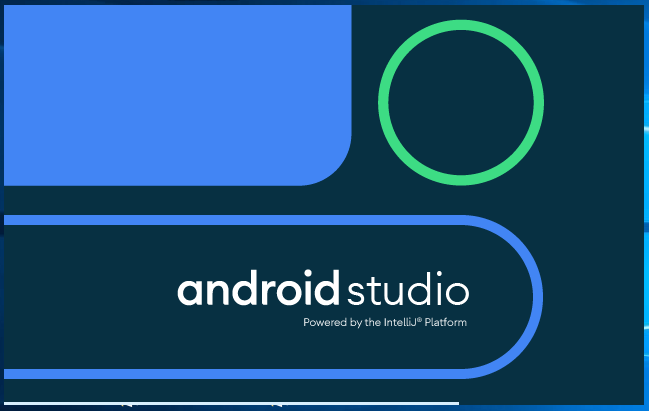 android studio
Powered by the IntelliJ® Platform